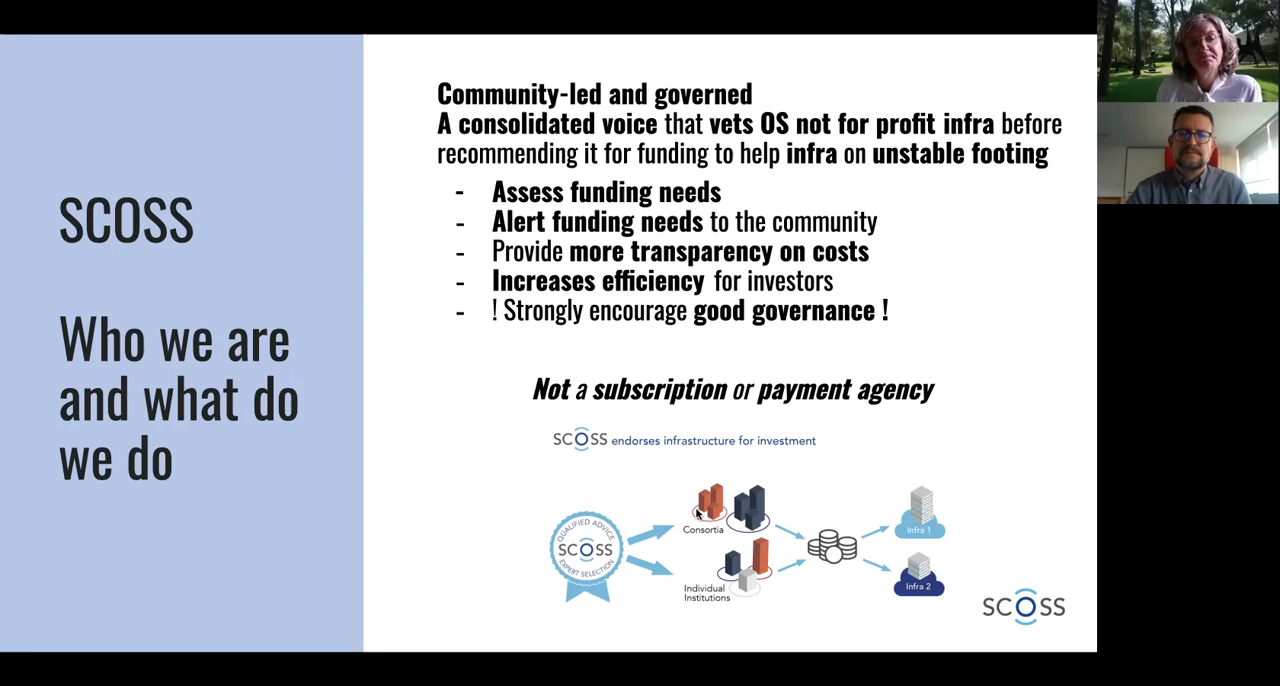 SCOSS
Who we are
and what do
we do
Community-led and governed
A consolidated voice that vets OS not for profit infra before
recommending it for funding to help infra on unstable footing
- Assess funding needs
- Alert funding needs to the community
- Provide more transparency on costs
- Increases efficiency for investors
- ! Strongly encourage good governance !
Not a subscription or payment agency
SCOSS endorses infrastructure for investment
QUALIFIED ADVICE
SCOSS
EXPERT SELECTION
Consortia
Individual
Institutions
Infra 1
Infra 2
SCOSS